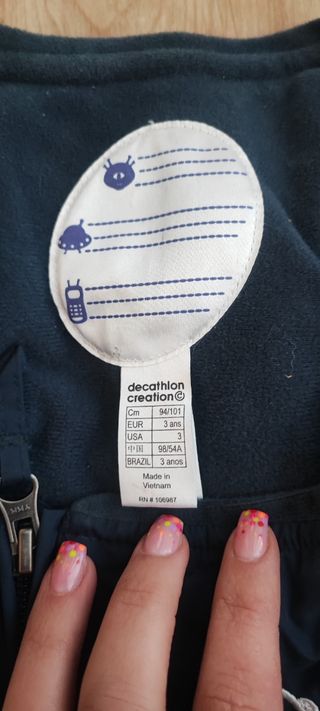 decathlon
creation©
Cm 94/101
EUR 3 ans
USA 3
中国 98/54A
BRAZIL 3 anos
Made in
Vietnam
RN # 106987